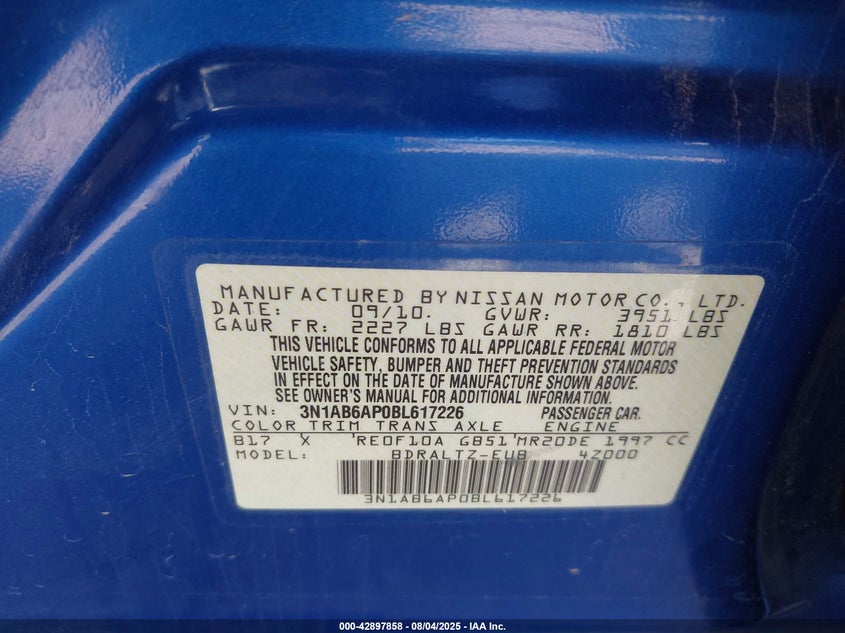 MANUFACTURED BY NISSAN MOTOR CO., LTD.
DATE: 09/10. GVWR: 3951 LBS
GAWR FR: 2227 LBS GAWR RR: 1810 LBS
THIS VEHICLE CONFORMS TO ALL APPLICABLE FEDERAL MOTOR
VEHICLE SAFETY, BUMPER AND THEFT PREVENTION STANDARDS
IN EFFECT ON THE DATE OF MANUFACTURE SHOWN ABOVE.
SEE OWNER'S MANUAL FOR ADDITIONAL INFORMATION.
VIN: 3N1AB6AP0BL617226 PASSENGER CAR.
COLOR TRIM TRANS AXLE ENGINE
B17 X 'RE0F10A GB51'MR20DE 1997 CC
MODEL: BDRALTZ-EUB 4Z000
3N1AB6AP0BL617226
000-42897858 - 08/04/2025 - IAA Inc.